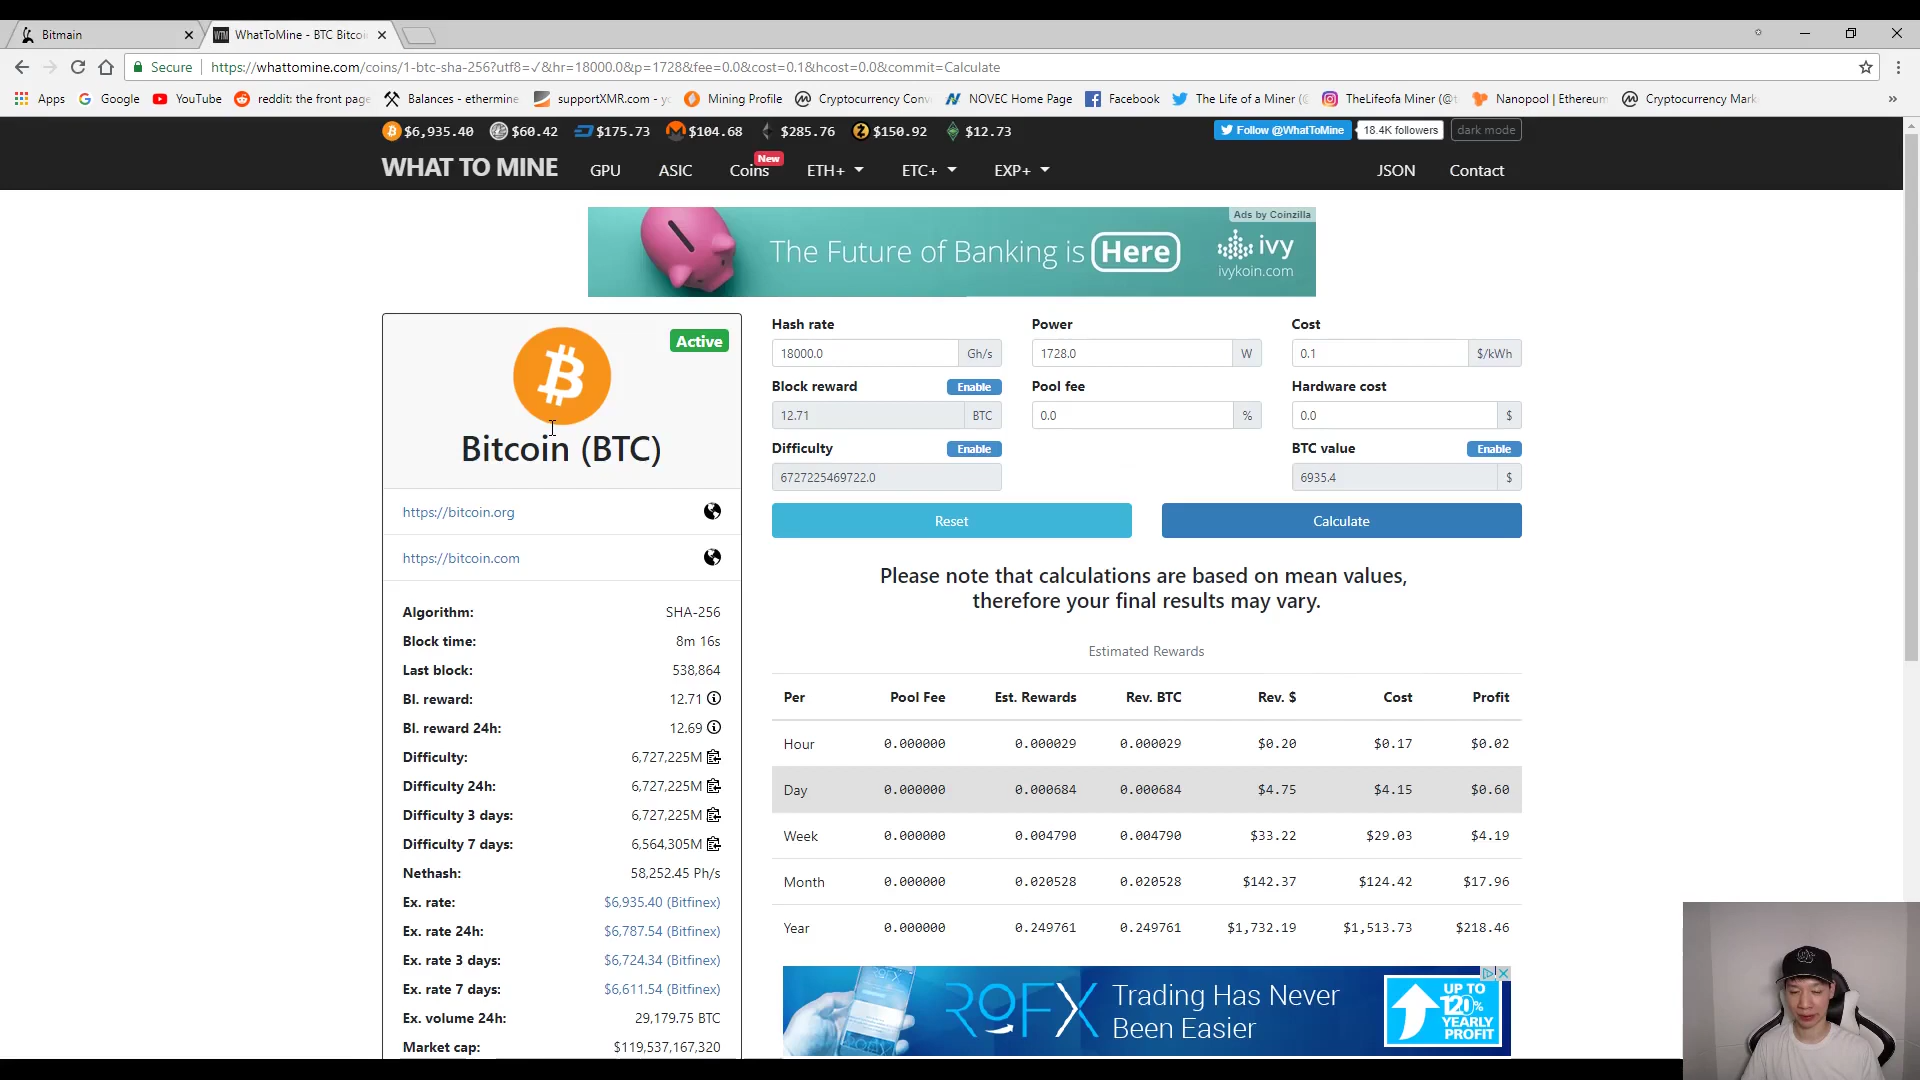 Bitmain
WTM WhatToMine - BTC Bitcoi
Secure https://whattomine.com/coins/1-btc-sha-256?utf8=✓&hr=18000.0&p=1728&fee=0.0&cost=0.1&hcost=0.0&commit=Calculate
Apps Google YouTube reddit: the front page Balances - ethermine supportXMR.com - Mining Profile Cryptocurrency Conv NOVEC Home Page Facebook The Life of a Miner (@ TheLifeofa Miner (@t Nanopool | Ethereum Cryptocurrency Mark »
$6,935.40 $60.42 $175.73 $104.68 $285.76 $150.92 $12.73 Follow @WhatToMine 18.4K followers dark mode
WHAT TO MINE GPU ASIC Coins New ETH+ ETC+ EXP+ JSON Contact
Ads by Coinzilla
The Future of Banking is Here ivy
ivykoin.com
Active
Bitcoin (BTC)
https://bitcoin.org
https://bitcoin.com
Algorithm: SHA-256
Block time: 8m 16s
Last block: 538,864
Bl. reward: 12.71
Bl. reward 24h: 12.69
Difficulty: 6,727,225M
Difficulty 24h: 6,727,225M
Difficulty 3 days: 6,727,225M
Difficulty 7 days: 6,564,305M
Nethash: 58,252.45 Ph/s
Ex. rate: $6,935.40 (Bitfinex)
Ex. rate 24h: $6,787.54 (Bitfinex)
Ex. rate 3 days: $6,724.34 (Bitfinex)
Ex. rate 7 days: $6,611.54 (Bitfinex)
Ex. volume 24h: 29,179.75 BTC
Market cap: $119,537,167,320
Hash rate Power Cost
18000.0 Gh/s 1728.0 W 0.1 $/kWh
Block reward Enable Pool fee Hardware cost
12.71 BTC 0.0 % 0.0 $
Difficulty Enable BTC value Enable
6727225469722.0 6935.4 $
Reset Calculate
Please note that calculations are based on mean values,
therefore your final results may vary.
Estimated Rewards
Per Pool Fee Est. Rewards Rev. BTC Rev. $ Cost Profit
Hour 0.000000 0.000029 0.000029 $0.20 $0.17 $0.02
Day 0.000000 0.000684 0.000684 $4.75 $4.15 $0.60
Week 0.000000 0.004790 0.004790 $33.22 $29.03 $4.19
Month 0.000000 0.020528 0.020528 $142.37 $124.42 $17.96
Year 0.000000 0.249761 0.249761 $1,732.19 $1,513.73 $218.46
ROFX Trading Has Never
Been Easier
UP TO
120%
YEARLY
PROFIT